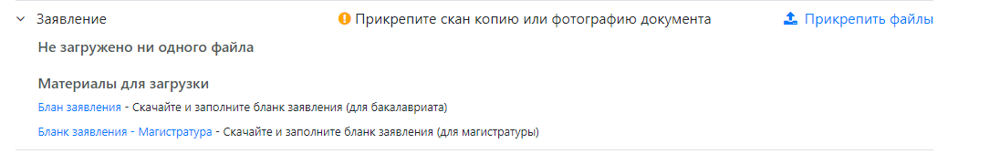 Заявление Прикрепите скан копию или фотографию документа Прикрепить файлы
Не загружено ни одного файла
Материалы для загрузки
Блан заявления - Скачайте и заполните бланк заявления (для бакалавриата)
Бланк заявления - Магистратура - Скачайте и заполните бланк заявления (для магистратуры)